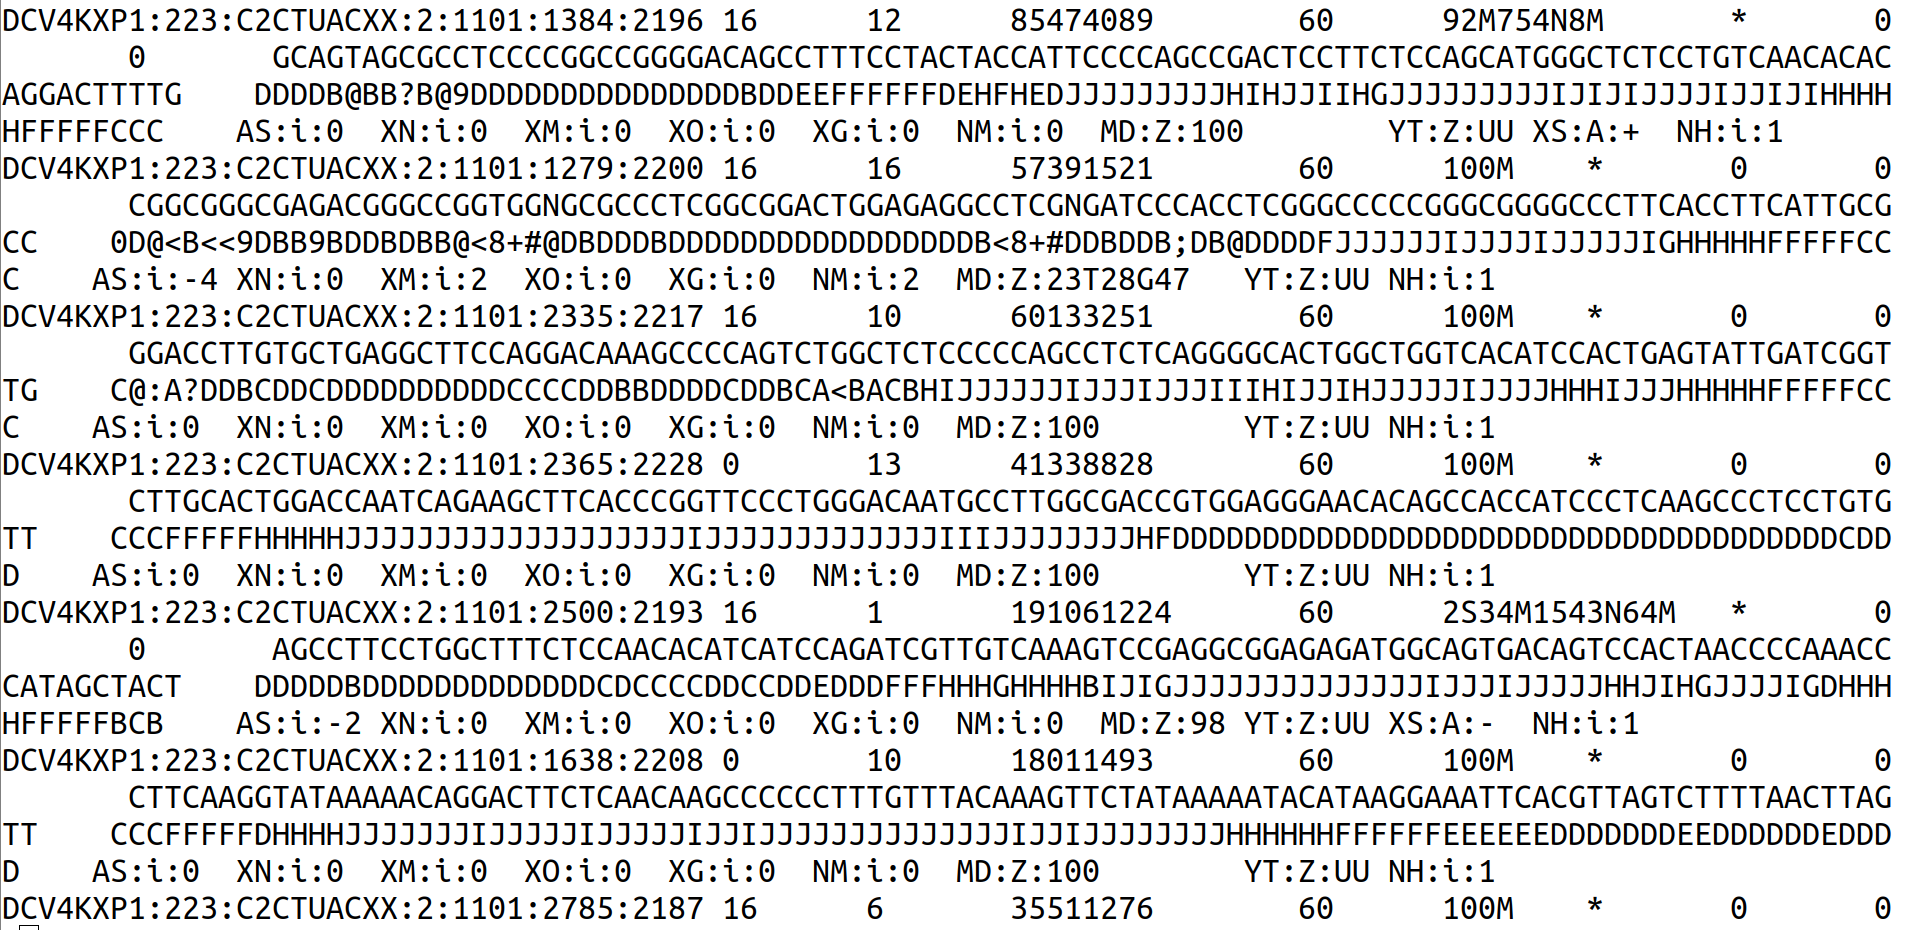 DCV4KXP1:223:C2CTUACXX:2:1101:1384:2196 16 12 85474089 60 92M754N8M * 0
0 GCAGTAGCGCCTCCCCGGCCGGGGACAGCCTTTCCTACTACCATTCCCCAGCCGACTCCTTCTCCAGCATGGGCTCTCCTGTCAACACAC
AGGACTTTTG DDDDB@BB?B@9DDDDDDDDDDDDDDDBDDEEFFFFFFDEHFHEDJJJJJJJJJHIHJJIIHGJJJJJJJJJIJIJIJJJJIJJIJIHHHH
HFFFFFCCC AS:i:0 XN:i:0 XM:i:0 XO:i:0 XG:i:0 NM:i:0 MD:Z:100 YT:Z:UU XS:A:+ NH:i:1
DCV4KXP1:223:C2CTUACXX:2:1101:1279:2200 16 16 57391521 60 100M * 0 0
CGGCGGGCGAGACGGGCCGGTGGNGCGCCCTCGGCGGACTGGAGAGGCCTCGNGATCCCACCTCGGGCCCCCGGGCGGGGCCCTTCACCTTCATTGCG
CC 0D@<B<<9DBB9BDDBDBB@<8+#@DBDDDBDDDDDDDDDDDDDDDDDB<8+#DDBDDB;DB@DDDDFJJJJJJIJJJJIJJJJJIGHHHHHFFFFFCC
C AS:i:-4 XN:i:0 XM:i:2 XO:i:0 XG:i:0 NM:i:2 MD:Z:23T28G47 YT:Z:UU NH:i:1
DCV4KXP1:223:C2CTUACXX:2:1101:2335:2217 16 10 60133251 60 100M * 0 0
GGACCTTGTGCTGAGGCTTCCAGGACAAAGCCCCAGTCTGGCTCTCCCCCAGCCTCTCAGGGGCACTGGCTGGTCACATCCACTGAGTATTGATCGGT
TG C@:A?DDBCDDCDDDDDDDDDDCCCCDDBBDDDDCDDBCA<BACBHIJJJJJJIJJJIJJJIIIHIJJIHJJJJJIJJJJHHHIJJJHHHHHFFFFFCC
C AS:i:0 XN:i:0 XM:i:0 XO:i:0 XG:i:0 NM:i:0 MD:Z:100 YT:Z:UU NH:i:1
DCV4KXP1:223:C2CTUACXX:2:1101:2365:2228 0 13 41338828 60 100M * 0 0
CTTGCACTGGACCAATCAGAAGCTTCACCCGGTTCCCTGGGACAATGCCTTGGCGACCGTGGAGGGAACACAGCCACCATCCCTCAAGCCCTCCTGTG
TT CCCFFFFFHHHHHJJJJJJJJJJJJJJJJJJJIJJJJJJJJJJJJJIIIJJJJJJJJHFDDDDDDDDDDDDDDDDDDDDDDDDDDDDDDDDDDDDDCDD
D AS:i:0 XN:i:0 XM:i:0 XO:i:0 XG:i:0 NM:i:0 MD:Z:100 YT:Z:UU NH:i:1
DCV4KXP1:223:C2CTUACXX:2:1101:2500:2193 16 1 191061224 60 2S34M1543N64M * 0
0 AGCCTTCCTGGCTTTCTCCAACACATCATCCAGATCGTTGTCAAAGTCCGAGGCGGAGAGATGGCAGTGACAGTCCACTAACCCCAAACC
CATAGCTACT DDDDDBDDDDDDDDDDDDDCDCCCCDDCCDDEDDDFFFHHHGHHHHBIJIGJJJJJJJJJJJJJJIJJJIJJJJJHHJIHGJJJJIGDHHH
HFFFFFBCB AS:i:-2 XN:i:0 XM:i:0 XO:i:0 XG:i:0 NM:i:0 MD:Z:98 YT:Z:UU XS:A:- NH:i:1
DCV4KXP1:223:C2CTUACXX:2:1101:1638:2208 0 10 18011493 60 100M * 0 0
CTTCAAGGTATAAAAACAGGACTTCTCAACAAGCCCCCCTTTGTTTACAAAGTTCTATAAAAATACATAAGGAAATTCACGTTAGTCTTTTAACTTAG
TT CCCFFFFFDHHHHJJJJJJJIJJJJJIJJJJJIJJIJJJJJJJJJJJJJJIJJIJJJJJJJJHHHHHHFFFFFFEEEEEEDDDDDDDEEDDDDDDEDDD
D AS:i:0 XN:i:0 XM:i:0 XO:i:0 XG:i:0 NM:i:0 MD:Z:100 YT:Z:UU NH:i:1
DCV4KXP1:223:C2CTUACXX:2:1101:2785:2187 16 6 35511276 60 100M * 0 0